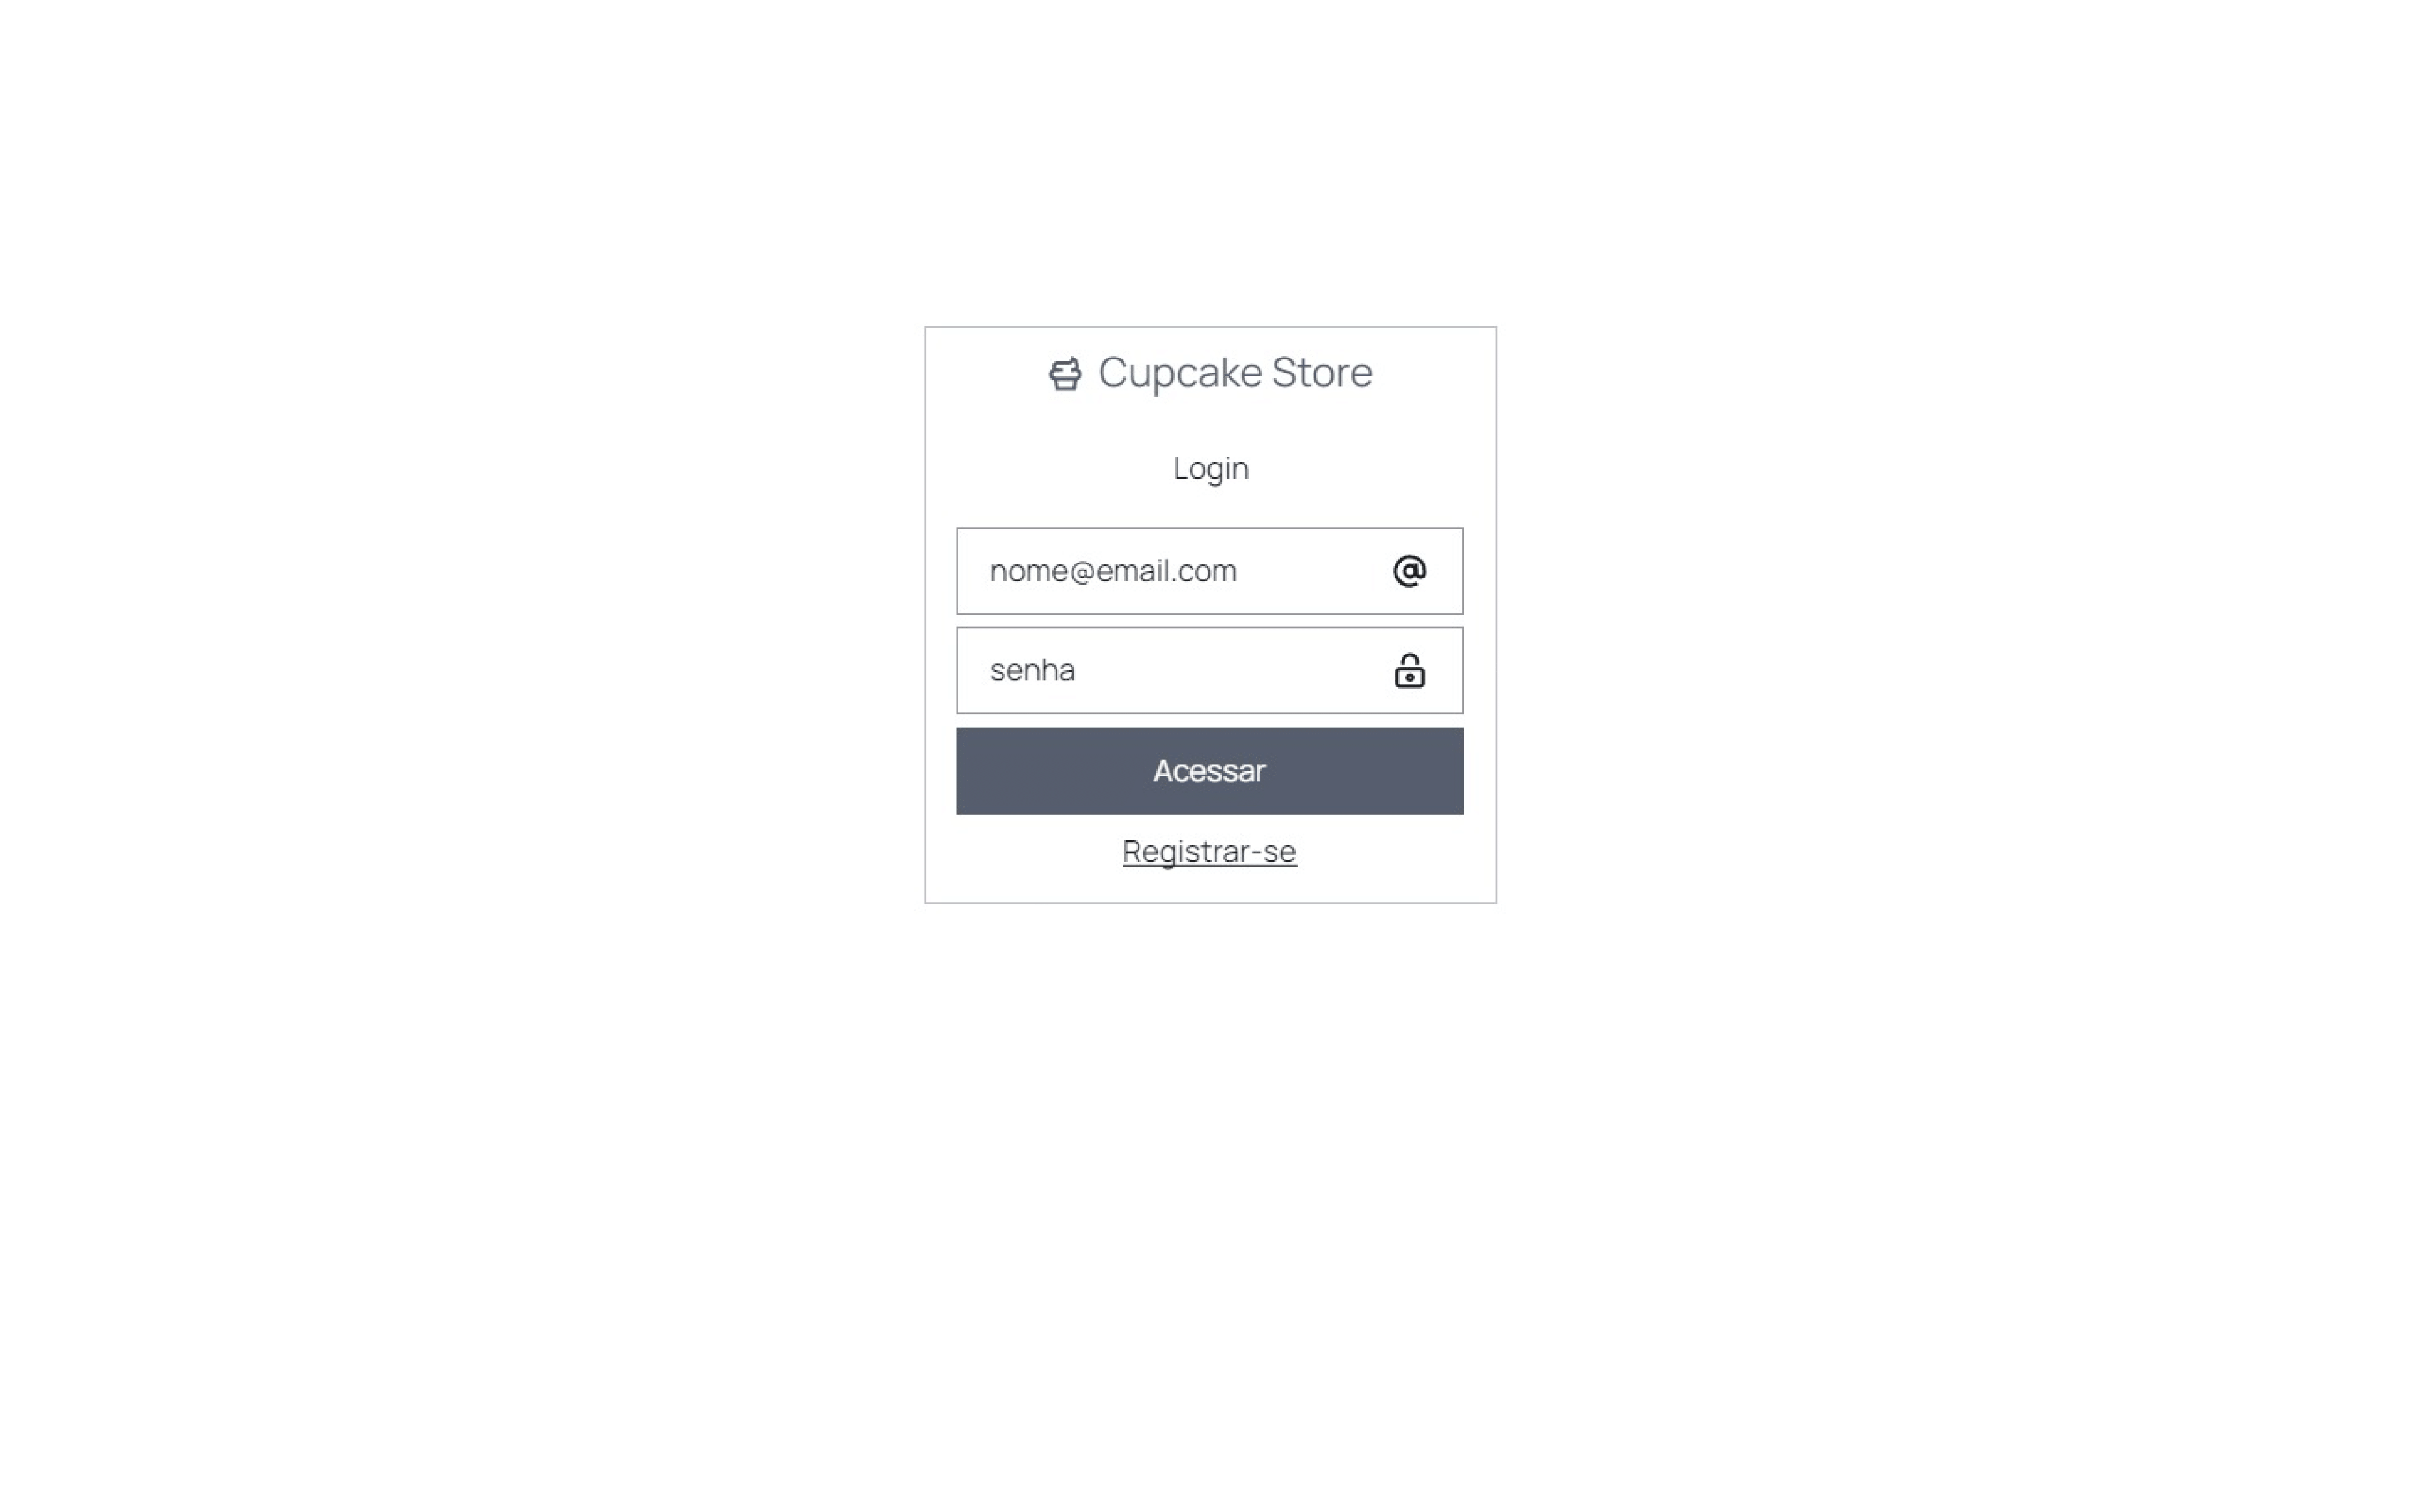 Cupcake Store
Login
nome@email.com
senha
Acessar
Registrar-se